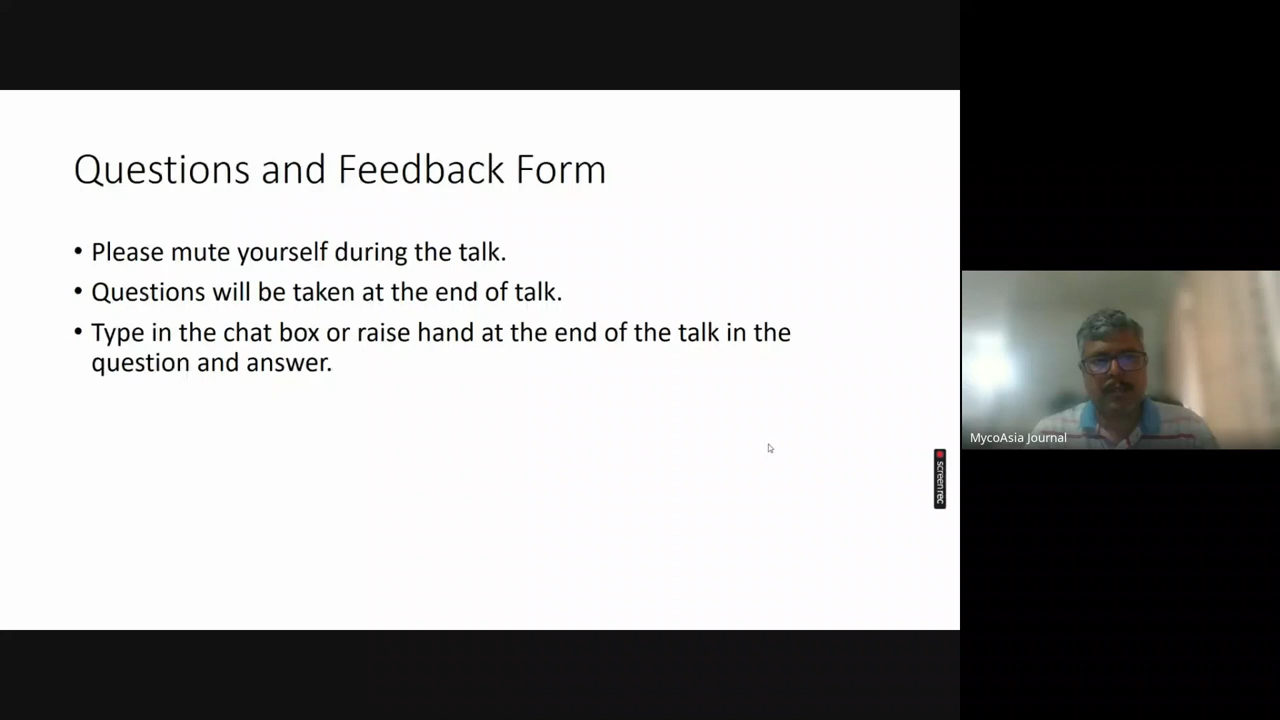 Questions and Feedback Form
• Please mute yourself during the talk.
• Questions will be taken at the end of talk.
• Type in the chat box or raise hand at the end of the talk in the
question and answer.
MycoAsia Journal
screenrec